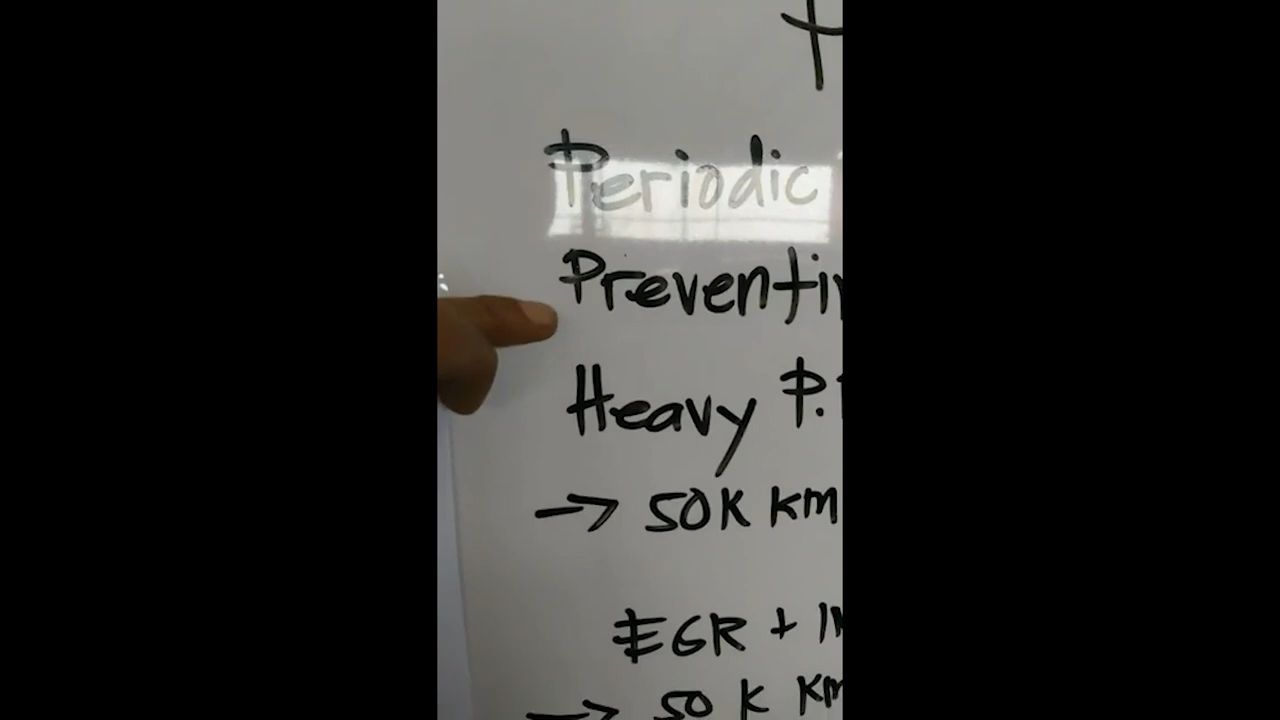 Periodic
Preventi
Heavy P.
→ 50K KM
EGR + I
→ 50 K KM